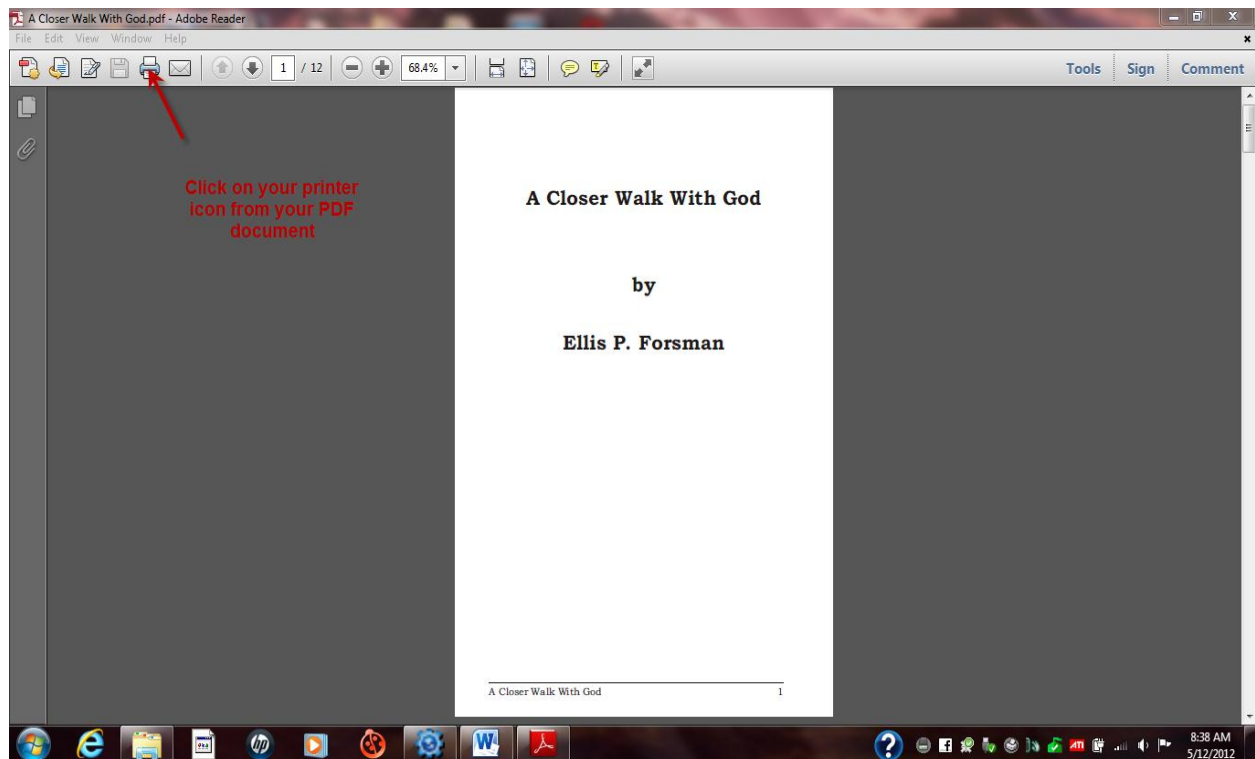 A Closer Walk With God.pdf - Adobe Reader
File Edit View Window Help
1 / 12 68.4% Tools Sign Comment
Click on your printer
icon from your PDF
document
A Closer Walk With God
by
Ellis P. Forsman
A Closer Walk With God 1
8:38 AM
5/12/2012